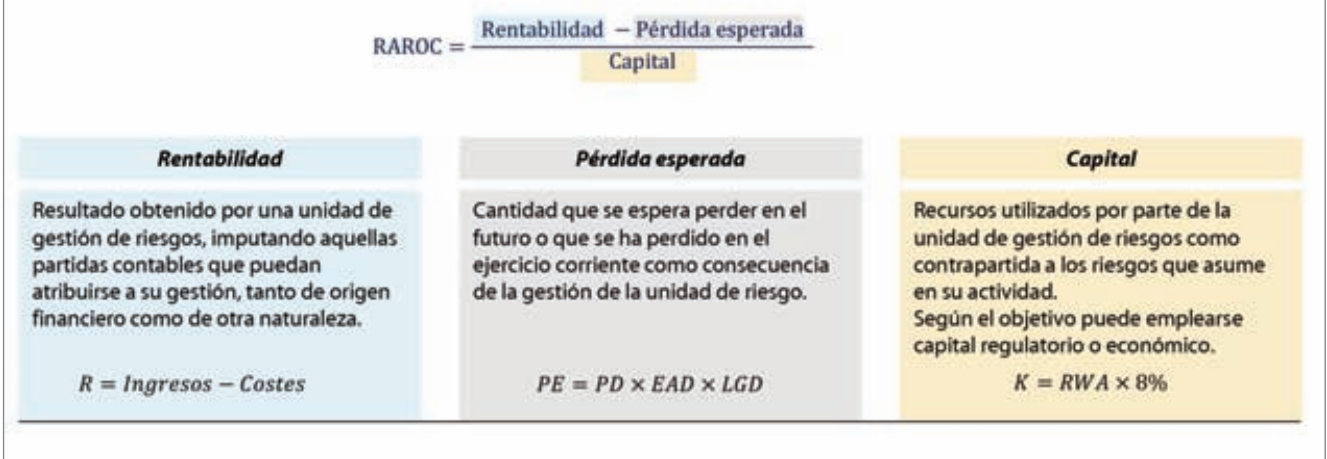 RAROC = Rentabilidad − Pérdida esperada
Capital
Rentabilidad
Resultado obtenido por una unidad de
gestión de riesgos, imputando aquellas
partidas contables que puedan
atribuirse a su gestión, tanto de origen
financiero como de otra naturaleza.
R = Ingresos − Costes
Pérdida esperada
Cantidad que se espera perder en el
futuro o que se ha perdido en el
ejercicio corriente como consecuencia
de la gestión de la unidad de riesgo.
PE = PD × EAD × LGD
Capital
Recursos utilizados por parte de la
unidad de gestión de riesgos como
contrapartida a los riesgos que asume
en su actividad.
Según el objetivo puede emplearse
capital regulatorio o económico.
K = RWA × 8%